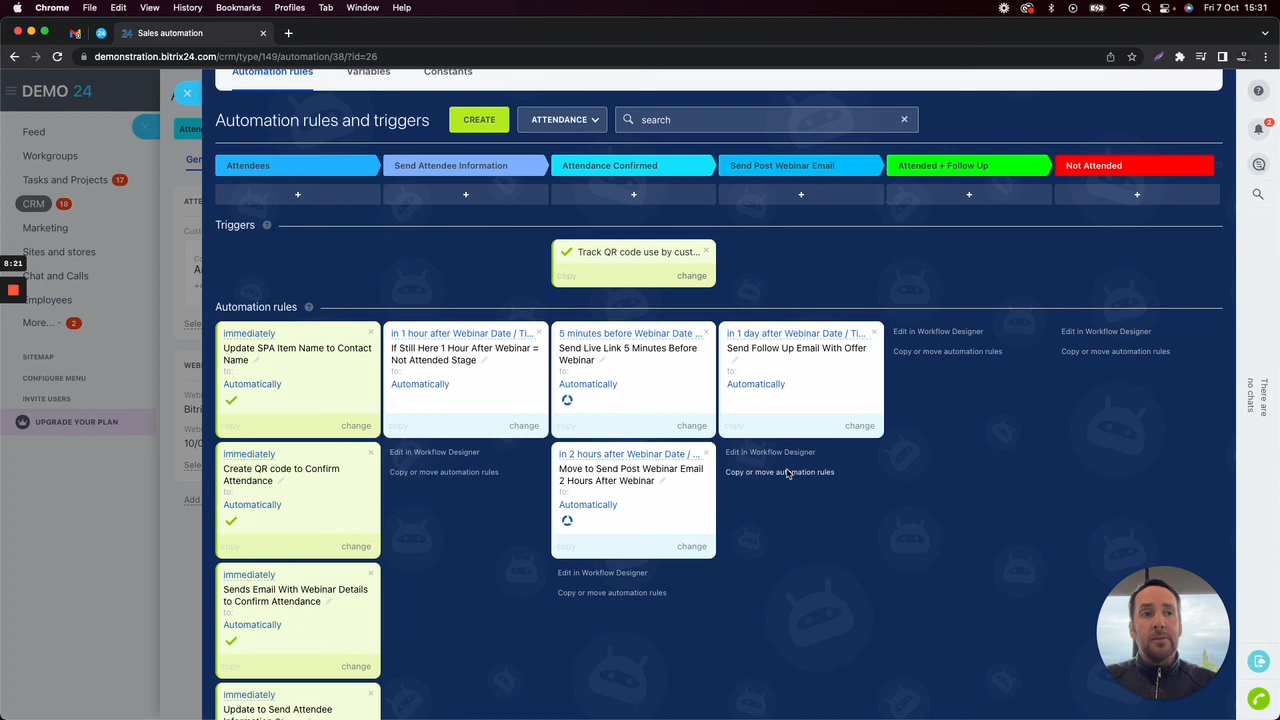 Chrome File Edit View History Bookmarks Profiles Tab Window Help
Fri 7 Oct 15:31
Sales automation
demonstration.bitrix24.com/crm/type/149/automation/38/?id=26
Automation rules Variables Constants
DEMO 24
Automation rules and triggers
CREATE
ATTENDANCE
search
Feed
Workgroups
Tasks and Projects 17
CRM 18
Marketing
Sites and stores
Chat and Calls
Employees
More... 2
SITEMAP
CONFIGURE MENU
INVITE USERS
UPGRADE YOUR PLAN
8:21
Attendees
Send Attendee Information
Attendance Confirmed
Send Post Webinar Email
Attended + Follow Up
Not Attended
Triggers
Track QR code use by cust...
copy change
Automation rules
immediately
Update SPA Item Name to Contact
Name
to:
Automatically
copy change
immediately
Create QR code to Confirm
Attendance
to:
Automatically
copy change
immediately
Sends Email With Webinar Details
to Confirm Attendance
to:
Automatically
copy change
immediately
Update to Send Attendee
in 1 hour after Webinar Date / Ti...
If Still Here 1 Hour After Webinar =
Not Attended Stage
to:
Automatically
copy change
Edit in Workflow Designer
Copy or move automation rules
5 minutes before Webinar Date ...
Send Live Link 5 Minutes Before
Webinar
to:
Automatically
copy change
in 2 hours after Webinar Date / ...
Move to Send Post Webinar Email
2 Hours After Webinar
to:
Automatically
copy change
Edit in Workflow Designer
Copy or move automation rules
in 1 day after Webinar Date / Ti...
Send Follow Up Email With Offer
to:
Automatically
copy change
Edit in Workflow Designer
Copy or move automation rules
Edit in Workflow Designer
Copy or move automation rules
Edit in Workflow Designer
Copy or move automation rules
2
There are
no chats